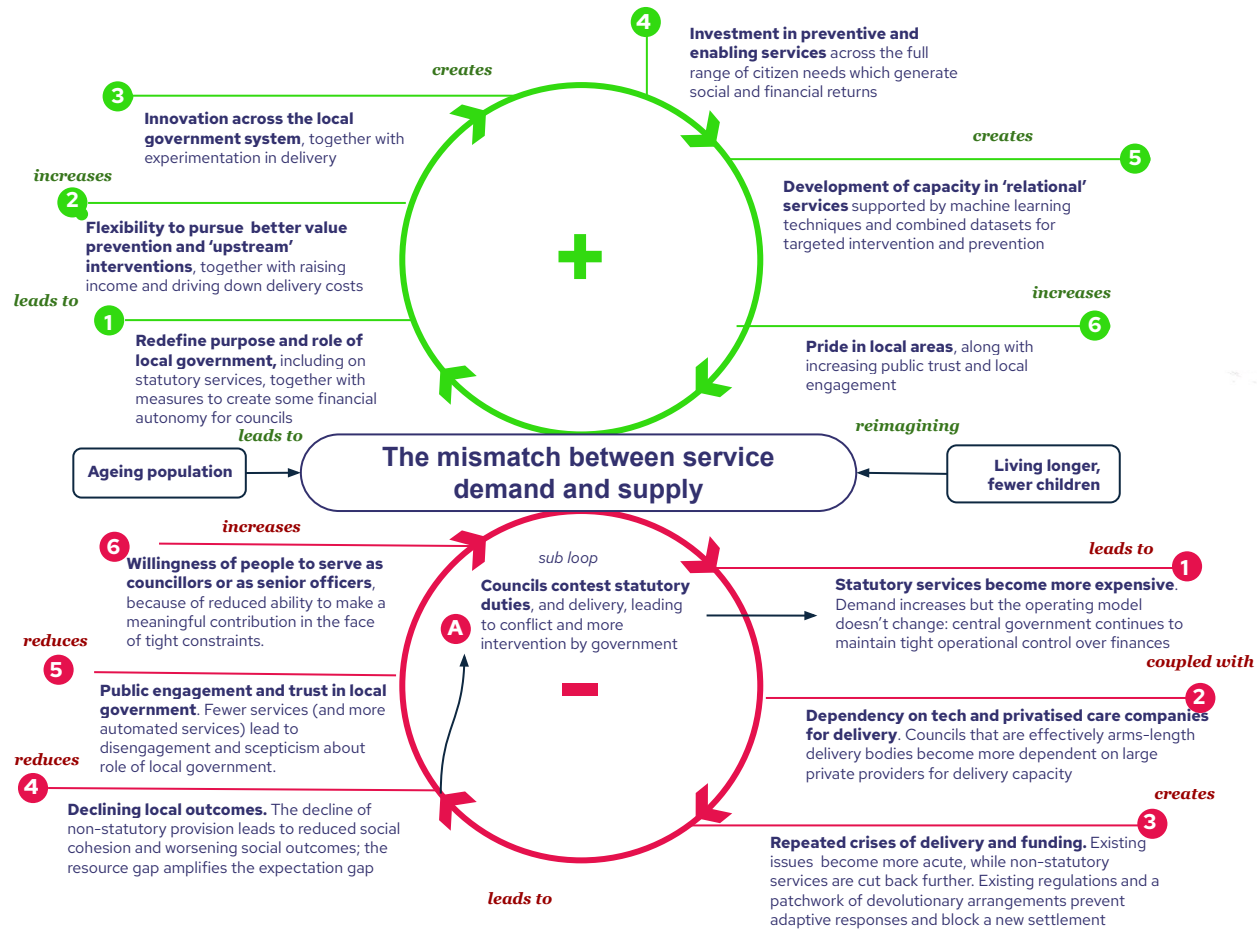 4
Investment in preventive and
enabling services across the full
range of citizen needs which generate
social and financial returns
creates
3
Innovation across the local
government system, together with
experimentation in delivery
creates
5
Development of capacity in ‘relational’
services supported by machine learning
techniques and combined datasets for
targeted intervention and prevention
increases
2
Flexibility to pursue better value
prevention and ‘upstream’
interventions, together with raising
income and driving down delivery costs
+
increases
6
Pride in local areas, along with
increasing public trust and local
engagement
leads to
1
Redefine purpose and role of
local government, including on
statutory services, together with
measures to create some financial
autonomy for councils
leads to
reimagining
Ageing population
The mismatch between service
demand and supply
Living longer,
fewer children
increases
6
Willingness of people to serve as
councillors or as senior officers,
because of reduced ability to make a
meaningful contribution in the face
of tight constraints.
sub loop
Councils contest statutory
duties, and delivery, leading
to conflict and more
intervention by government
A
leads to
1
Statutory services become more expensive.
Demand increases but the operating model
doesn’t change: central government continues to
maintain tight operational control over finances
reduces
5
Public engagement and trust in local
government. Fewer services (and more
automated services) lead to
disengagement and scepticism about
role of local government.
-
coupled with
2
Dependency on tech and privatised care companies
for delivery. Councils that are effectively arms-length
delivery bodies become more dependent on large
private providers for delivery capacity
reduces
4
Declining local outcomes. The decline of
non-statutory provision leads to reduced social
cohesion and worsening social outcomes; the
resource gap amplifies the expectation gap
creates
3
Repeated crises of delivery and funding. Existing
issues become more acute, while non-statutory
services are cut back further. Existing regulations and a
patchwork of devolutionary arrangements prevent
adaptive responses and block a new settlement
leads to